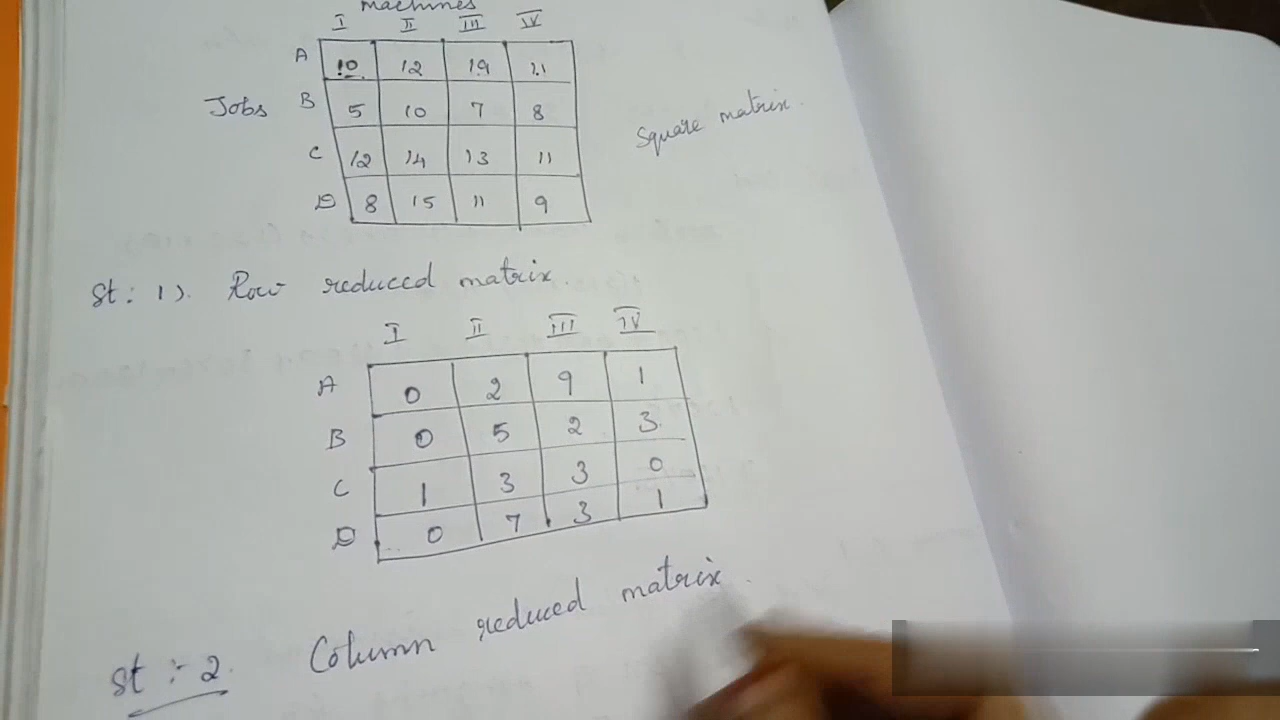 machines
I II III IV
A 10 12 19 11
Jobs B 5 10 7 8
C 12 14 13 11
D 8 15 11 9
Square matrix.
St: 1). Row reduced matrix.
I II III IV
A 0 2 9 1
B 0 5 2 3
C 1 3 3 0
D 0 7 3 1
St :- 2. Column reduced matrix.